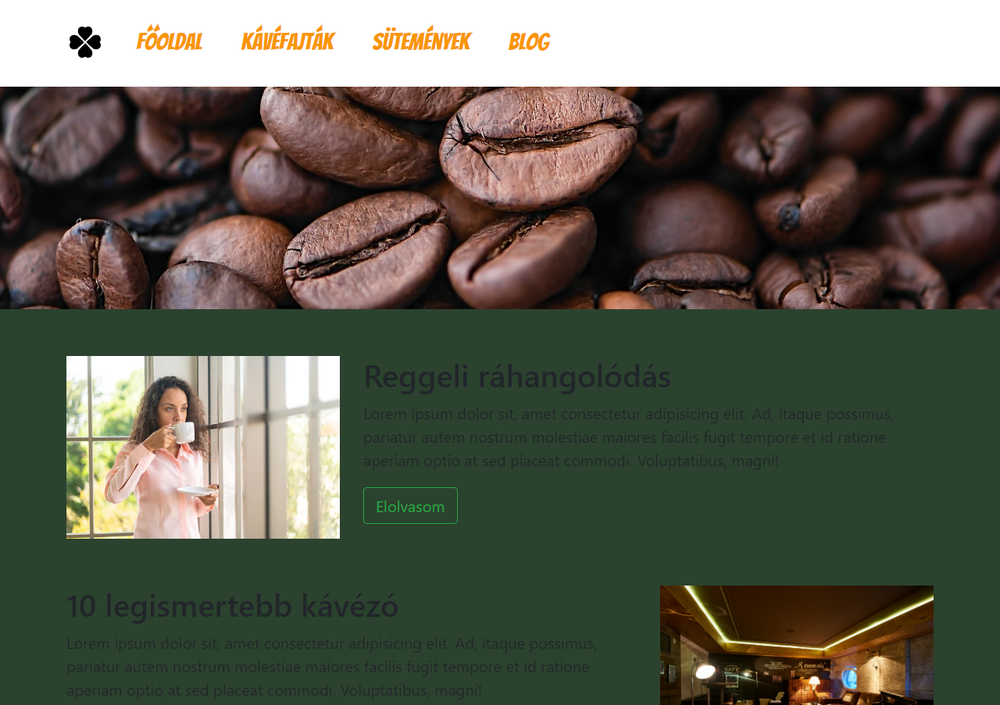 FŐOLDAL KÁVÉFAJTÁK SÜTEMÉNYEK BLOG
Reggeli ráhangolódás
Lorem ipsum dolor sit, amet consectetur adipisicing elit. Ad, itaque possimus,
pariatur autem nostrum molestiae maiores facilis fugit tempore et id ratione
aperiam optio at sed placeat commodi. Voluptatibus, magni!
Elolvasom
10 legismertebb kávézó
Lorem ipsum dolor sit, amet consectetur adipisicing elit. Ad, itaque possimus,
pariatur autem nostrum molestiae maiores facilis fugit tempore et id ratione
aperiam optio at sed placeat commodi. Voluptatibus, magni!